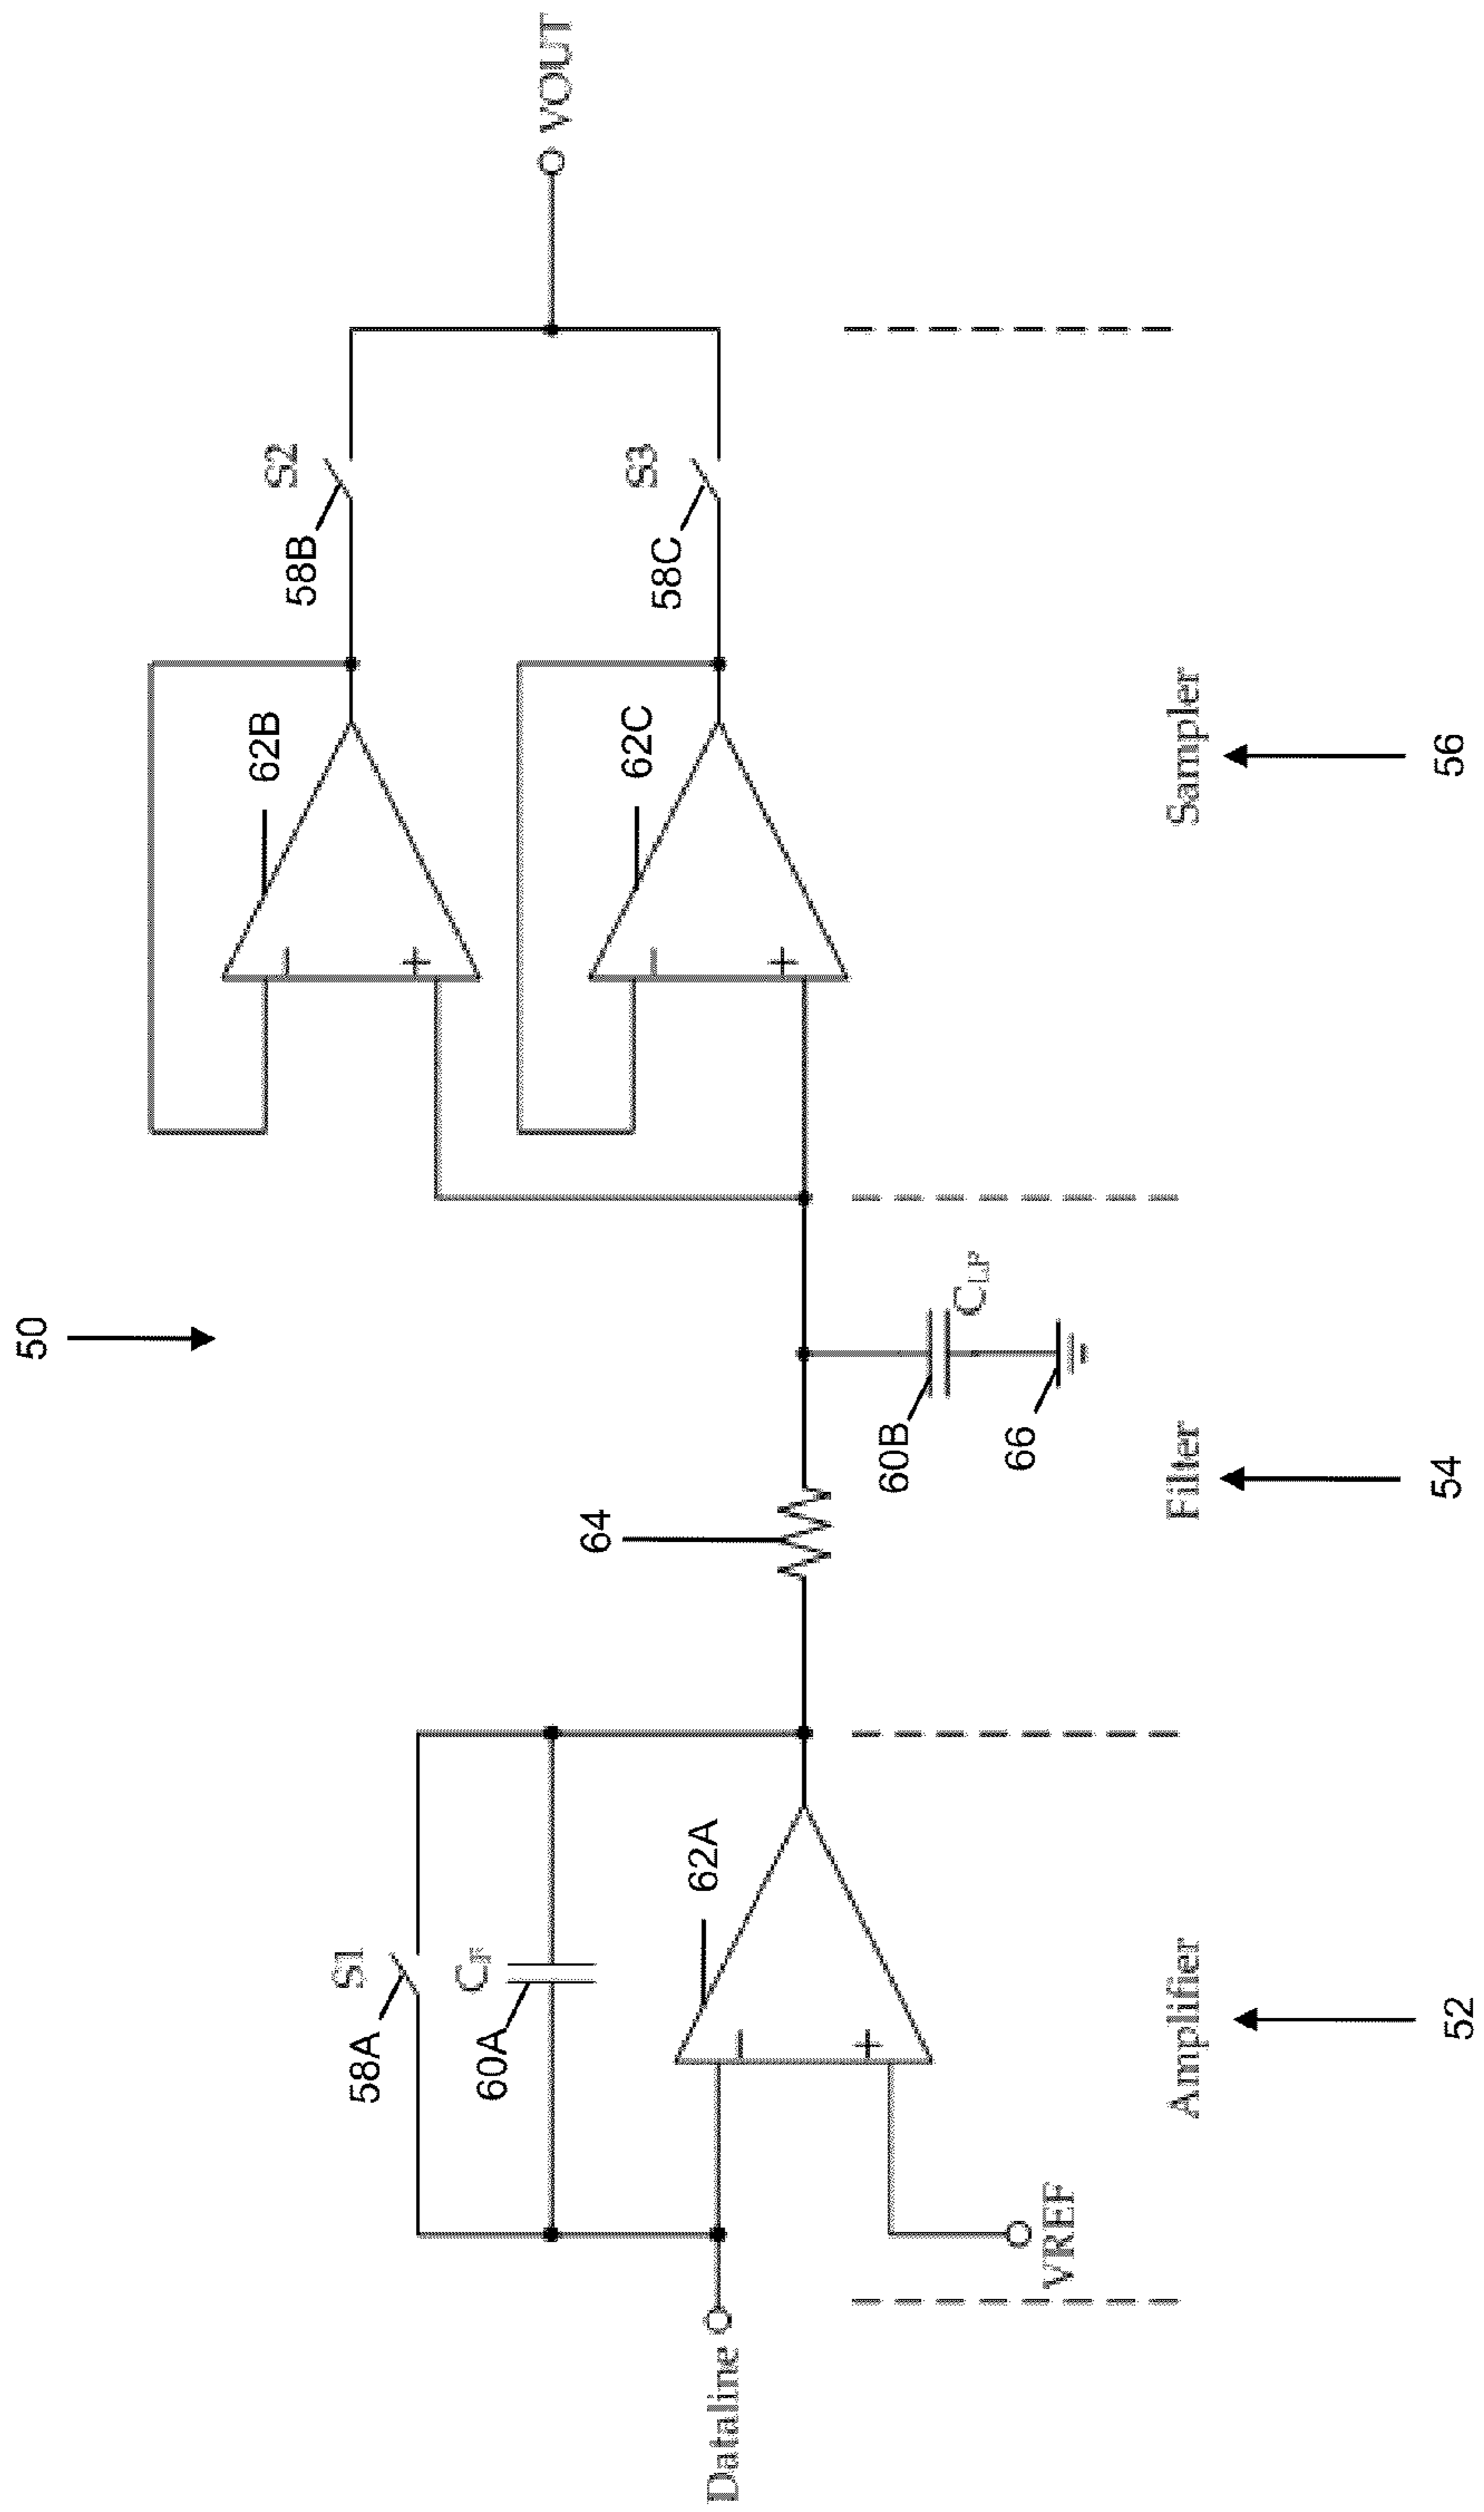 50
S2
58B
62B
S3
58C
62C
VOUT
S1
58A
CF
60A
62A
64
60B
CLP
66
Dataline
VREF
Amplifier
Filter
Sampler
52
54
56